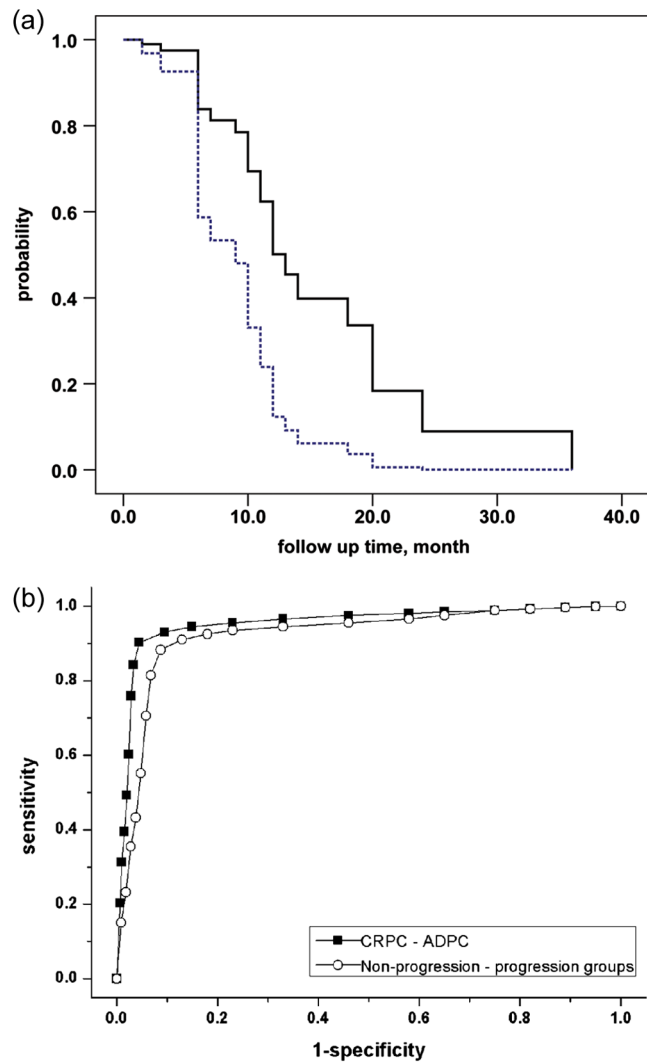 (a)
1.0
0.8
0.6
0.4
0.2
0.0
probability
0.0 10.0 20.0 30.0 40.0
follow up time, month
(b)
1.0
0.8
0.6
0.4
0.2
0.0
sensitivity
CRPC - ADPC
Non-progression - progression groups
0.0 0.2 0.4 0.6 0.8 1.0
1-specificity